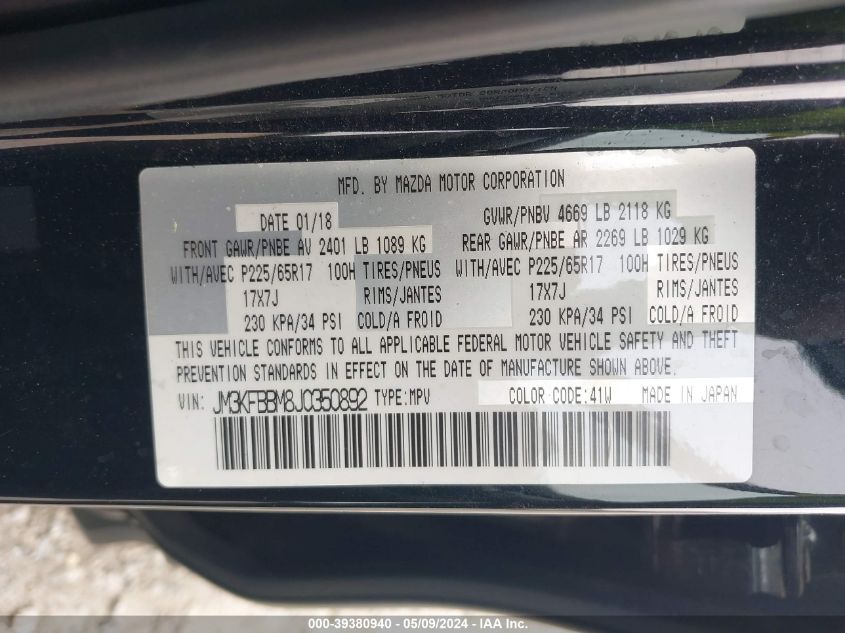 MFD. BY MAZDA MOTOR CORPORATION
DATE 01/18 GVWR/PNBV 4669 LB 2118 KG
FRONT GAWR/PNBE AV 2401 LB 1089 KG REAR GAWR/PNBE AR 2269 LB 1029 KG
WITH/AVEC P225/65R17 100H TIRES/PNEUS WITH/AVEC P225/65R17 100H TIRES/PNEUS
17X7J RIMS/JANTES 17X7J RIMS/JANTES
230 KPA/34 PSI COLD/A FROID 230 KPA/34 PSI COLD/A FROID
THIS VEHICLE CONFORMS TO ALL APPLICABLE FEDERAL MOTOR VEHICLE SAFETY AND THEFT
PREVENTION STANDARDS IN EFFECT ON THE DATE OF MANUFACTURE SHOWN ABOVE.
VIN: JM3KFBBM8J0350892 TYPE:MPV COLOR CODE:41W MADE IN JAPAN
000-39380940 - 05/09/2024 - IAA Inc.